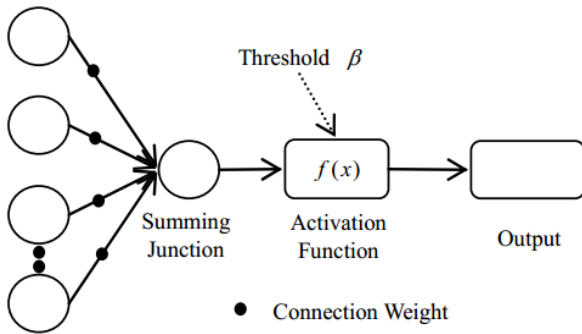 Threshold β
f(x)
Summing
Junction
Activation
Function
Output
Connection Weight